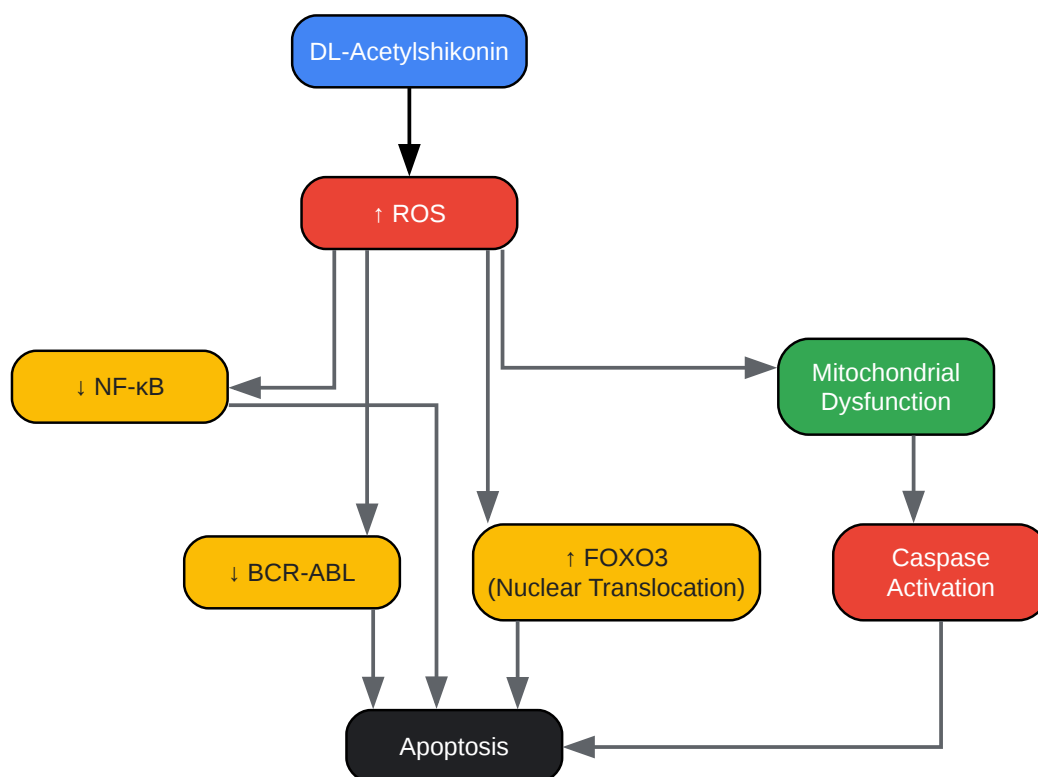 DL-Acetylshikonin
↑ ROS
↓ NF-κB
Mitochondrial
Dysfunction
↓ BCR-ABL
↑ FOXO3
(Nuclear Translocation)
Caspase
Activation
Apoptosis